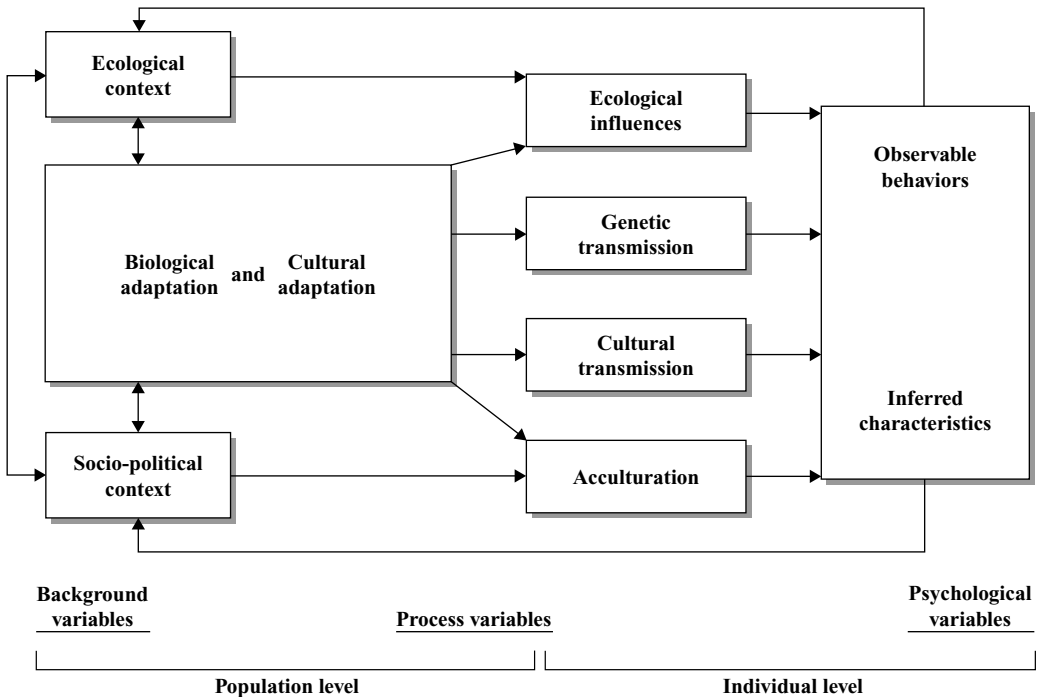 Ecological
context
Ecological
influences
Observable
behaviors
Genetic
transmission
Biological
adaptation
and
Cultural
adaptation
Cultural
transmission
Inferred
characteristics
Socio-political
context
Acculturation
Background
variables
Process variables
Psychological
variables
Population level
Individual level